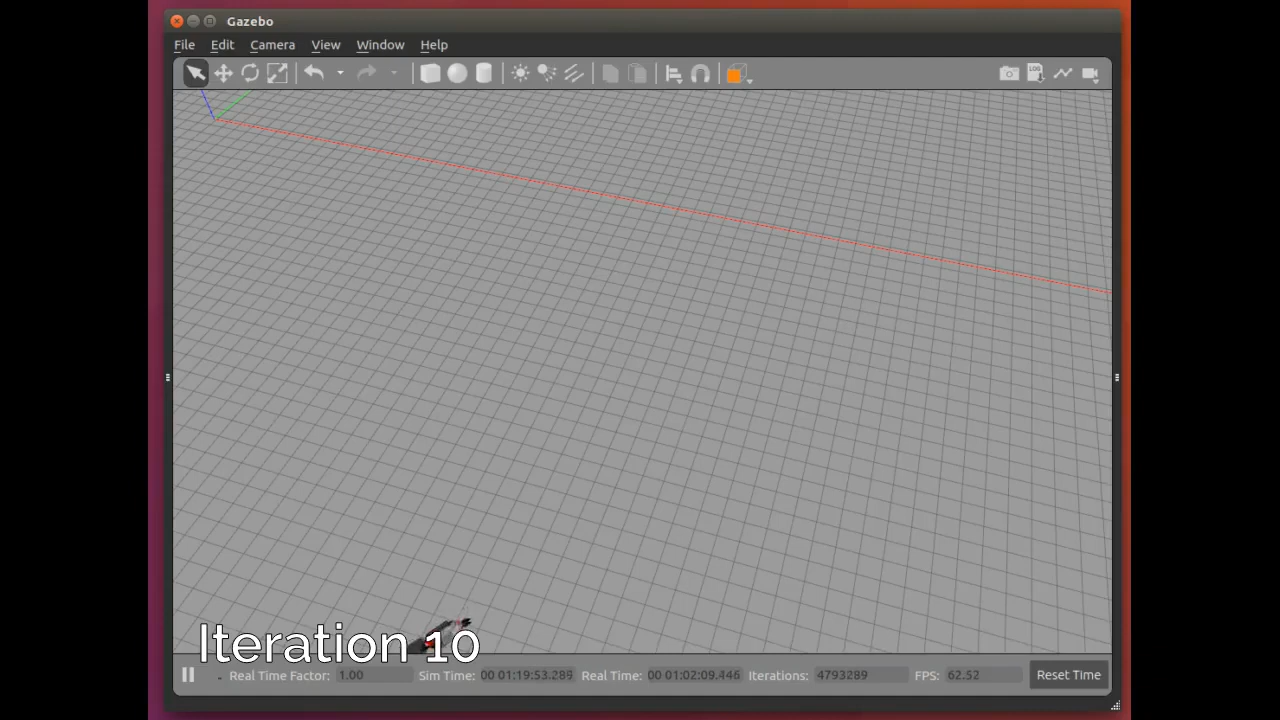 Gazebo
File Edit Camera View Window Help
LOG
Iteration 10
Real Time Factor: 1.00 Sim Time: 00 01:19:53.289 Real Time: 00 01:02:09.446 Iterations: 4793289 FPS: 62.52 Reset Time